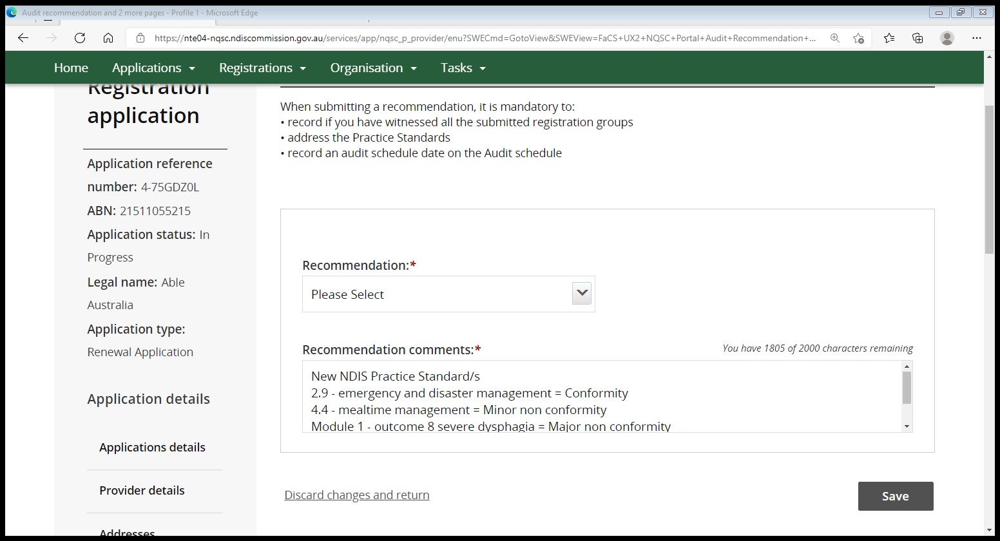 Audit recommendation and 2 more pages - Profile 1 - Microsoft Edge
https://nte04-nqsc.ndiscommission.gov.au/services/app/nqsc_p_provider/enu?SWECmd=GotoView&SWEView=FaCS+UX2+NQSC+Portal+Audit+Recommendation+...
Home Applications Registrations Organisation Tasks
Registration
application
Application reference
number: 4-75GDZ0L
ABN: 21511055215
Application status: In
Progress
Legal name: Able
Australia
Application type:
Renewal Application
Application details
Applications details
Provider details
Addresses
When submitting a recommendation, it is mandatory to:
• record if you have witnessed all the submitted registration groups
• address the Practice Standards
• record an audit schedule date on the Audit schedule
Recommendation:*
Please Select
Recommendation comments:*
You have 1805 of 2000 characters remaining
New NDIS Practice Standard/s
2.9 - emergency and disaster management = Conformity
4.4 - mealtime management = Minor non conformity
Module 1 - outcome 8 severe dysphagia = Major non conformity
Discard changes and return
Save